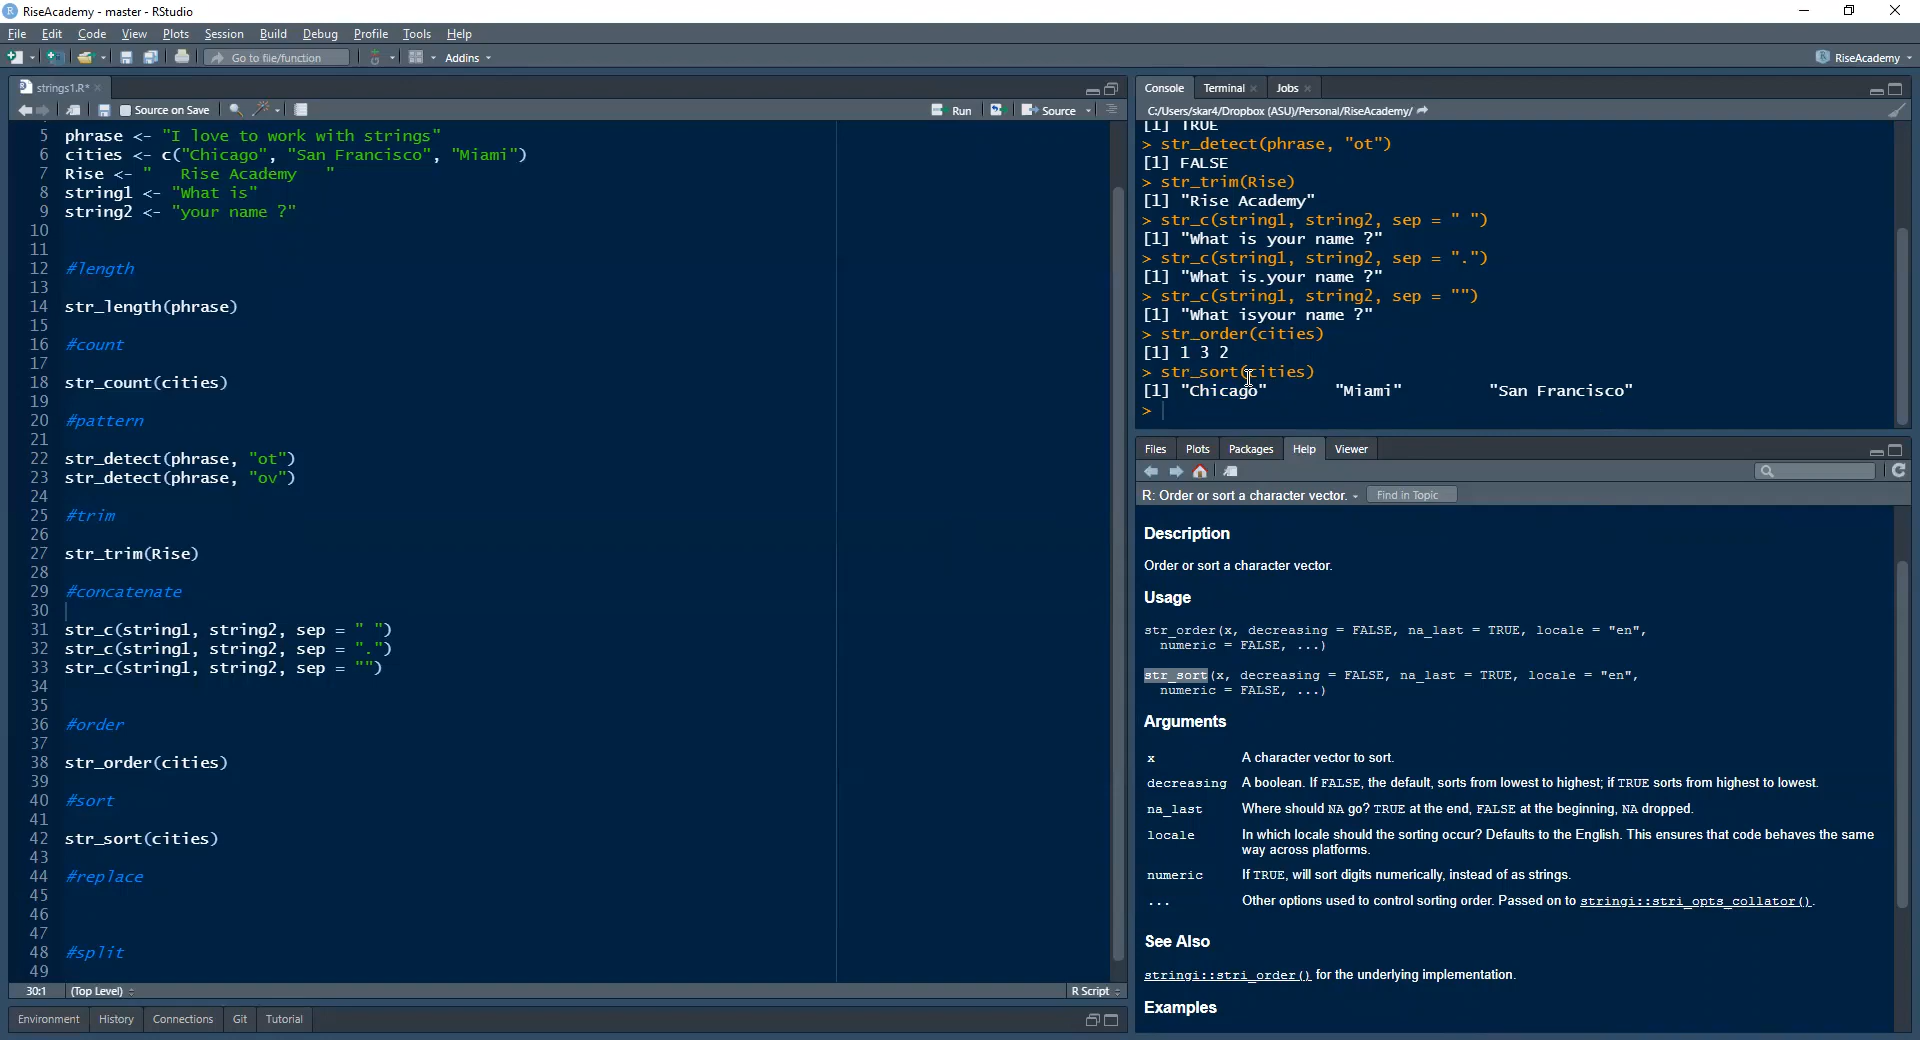 RiseAcademy - master - RStudio
File Edit Code View Plots Session Build Debug Profile Tools Help
Go to file/function Addins RiseAcademy
strings1.R*
Source on Save Run Source
5 phrase <- "I love to work with strings"
6 cities <- c("Chicago", "San Francisco", "Miami")
7 Rise <- "   Rise Academy   "
8 string1 <- "What is"
9 string2 <- "your name ?"
10
11
12 #length
13
14 str_length(phrase)
15
16 #count
17
18 str_count(cities)
19
20 #pattern
21
22 str_detect(phrase, "ot")
23 str_detect(phrase, "ov")
24
25 #trim
26
27 str_trim(Rise)
28
29 #concatenate
30
31 str_c(string1, string2, sep = " ")
32 str_c(string1, string2, sep = ".")
33 str_c(string1, string2, sep = "")
34
35
36 #order
37
38 str_order(cities)
39
40 #sort
41
42 str_sort(cities)
43
44 #replace
45
46
47
48 #split
49
30:1 (Top Level) R Script
Environment History Connections Git Tutorial
Console Terminal Jobs
C:/Users/skar4/Dropbox (ASU)/Personal/RiseAcademy/
[1] TRUE
> str_detect(phrase, "ot")
[1] FALSE
> str_trim(Rise)
[1] "Rise Academy"
> str_c(string1, string2, sep = " ")
[1] "What is your name ?"
> str_c(string1, string2, sep = ".")
[1] "What is.your name ?"
> str_c(string1, string2, sep = "")
[1] "What isyour name ?"
> str_order(cities)
[1] 1 3 2
> str_sort(cities)
[1] "Chicago" "Miami" "San Francisco"
>
Files Plots Packages Help Viewer
R: Order or sort a character vector. Find in Topic
Description
Order or sort a character vector.
Usage
str_order(x, decreasing = FALSE, na_last = TRUE, locale = "en",
numeric = FALSE, ...)
str_sort(x, decreasing = FALSE, na_last = TRUE, locale = "en",
numeric = FALSE, ...)
Arguments
x A character vector to sort.
decreasing A boolean. If FALSE, the default, sorts from lowest to highest; if TRUE sorts from highest to lowest.
na_last Where should NA go? TRUE at the end, FALSE at the beginning, NA dropped.
locale In which locale should the sorting occur? Defaults to the English. This ensures that code behaves the same
way across platforms.
numeric If TRUE, will sort digits numerically, instead of as strings.
... Other options used to control sorting order. Passed on to stringi::stri_opts_collator().
See Also
stringi::stri_order() for the underlying implementation.
Examples